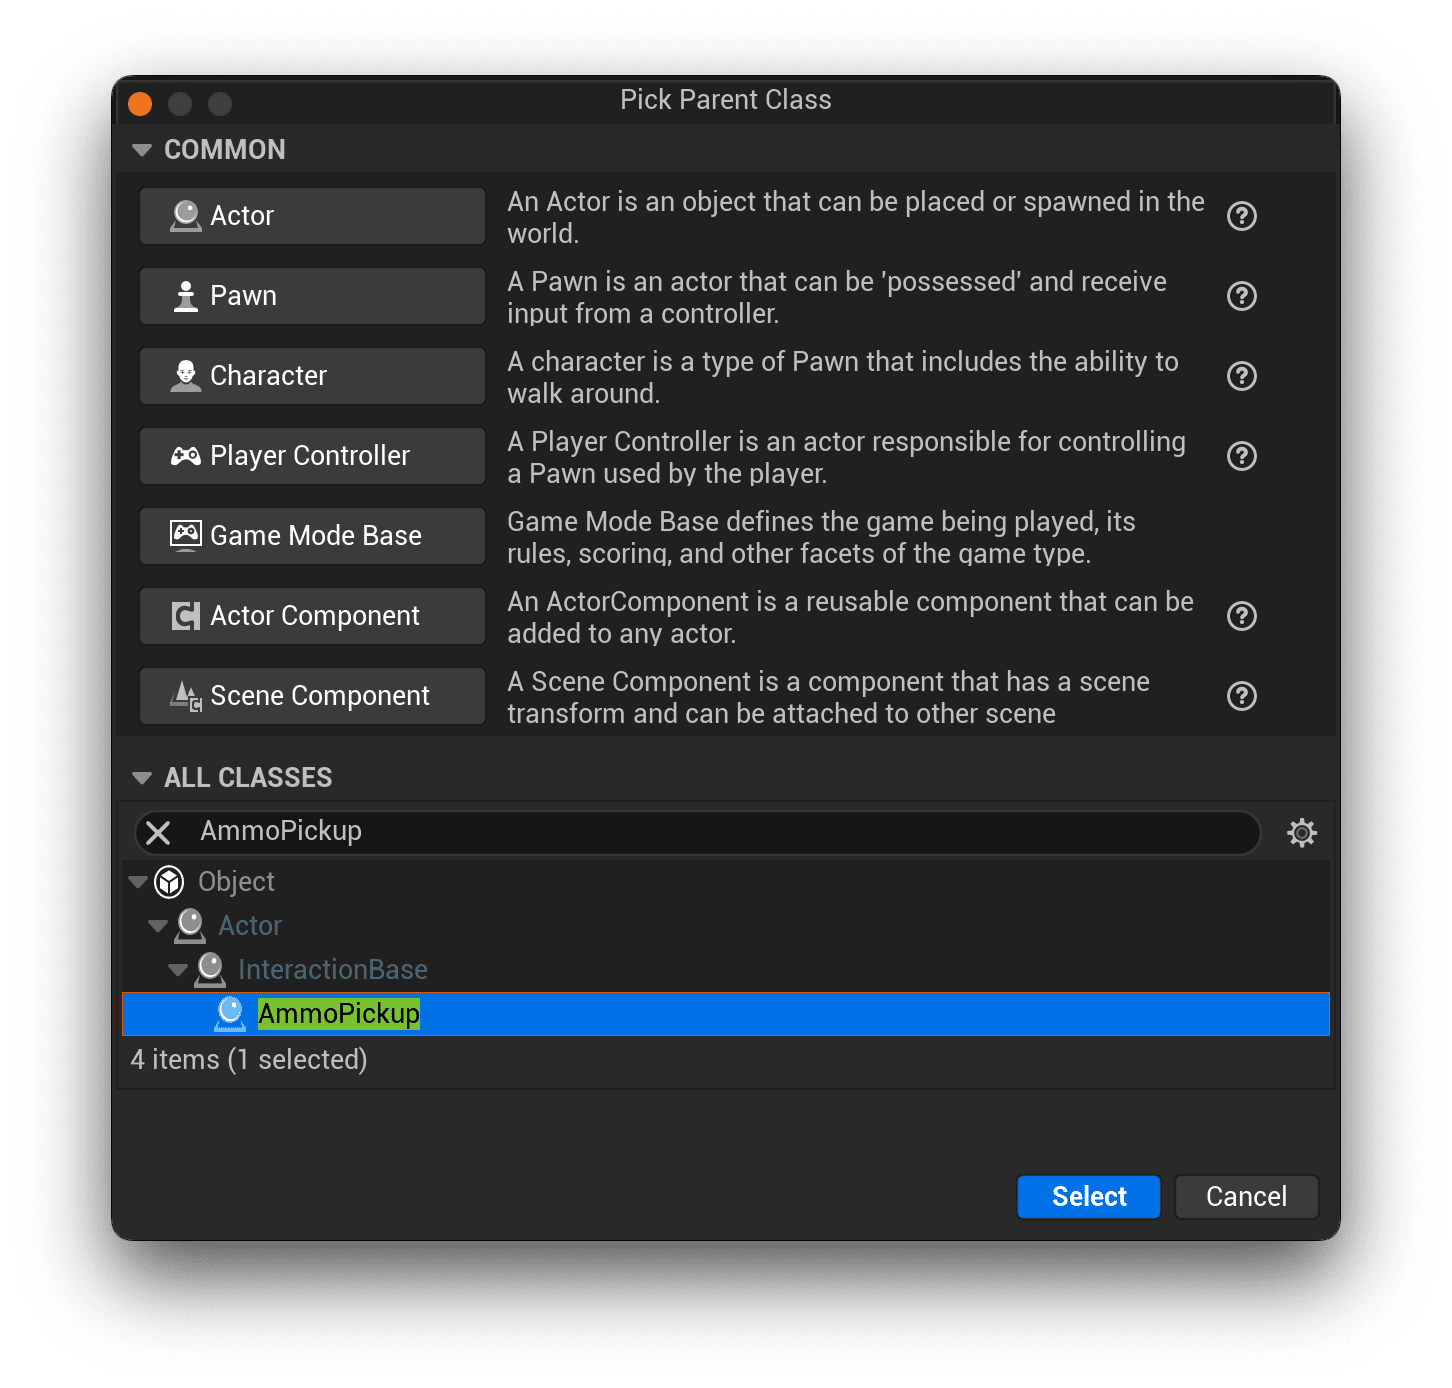 Pick Parent Class
COMMON
Actor
An Actor is an object that can be placed or spawned in the
world.
Pawn
A Pawn is an actor that can be 'possessed' and receive
input from a controller.
Character
A character is a type of Pawn that includes the ability to
walk around.
Player Controller
A Player Controller is an actor responsible for controlling
a Pawn used by the player.
Game Mode Base
Game Mode Base defines the game being played, its
rules, scoring, and other facets of the game type.
Actor Component
An ActorComponent is a reusable component that can be
added to any actor.
Scene Component
A Scene Component is a component that has a scene
transform and can be attached to other scene
ALL CLASSES
AmmoPickup
Object
Actor
InteractionBase
AmmoPickup
4 items (1 selected)
Select
Cancel